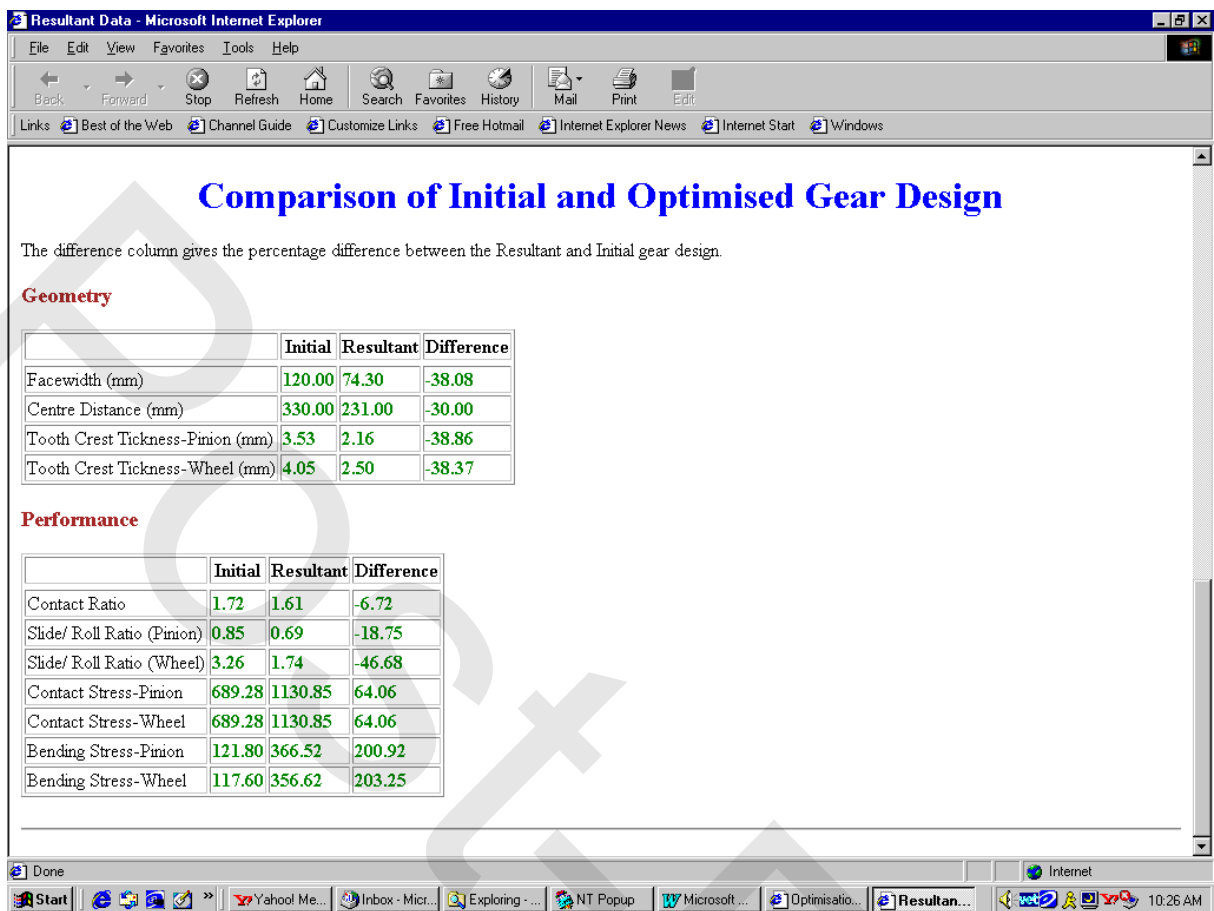 Resultant Data - Microsoft Internet Explorer
File Edit View Favorites Tools Help
Back Forward Stop Refresh Home Search Favorites History Mail Print Edit
Links Best of the Web Channel Guide Customize Links Free Hotmail Internet Explorer News Internet Start Windows
Comparison of Initial and Optimised Gear Design
The difference column gives the percentage difference between the Resultant and Initial gear design.
Geometry
Initial Resultant Difference
Facewidth (mm) 120.00 74.30 -38.08
Centre Distance (mm) 330.00 231.00 -30.00
Tooth Crest Tickness-Pinion (mm) 3.53 2.16 -38.86
Tooth Crest Tickness-Wheel (mm) 4.05 2.50 -38.37
Performance
Initial Resultant Difference
Contact Ratio 1.72 1.61 -6.72
Slide/ Roll Ratio (Pinion) 0.85 0.69 -18.75
Slide/ Roll Ratio (Wheel) 3.26 1.74 -46.68
Contact Stress-Pinion 689.28 1130.85 64.06
Contact Stress-Wheel 689.28 1130.85 64.06
Bending Stress-Pinion 121.80 366.52 200.92
Bending Stress-Wheel 117.60 356.62 203.25
Done Internet
Start » Yahoo! Me... Inbox - Micr... Exploring - ... NT Popup Microsoft ... Optimisatio... Resultan... 10:26 AM